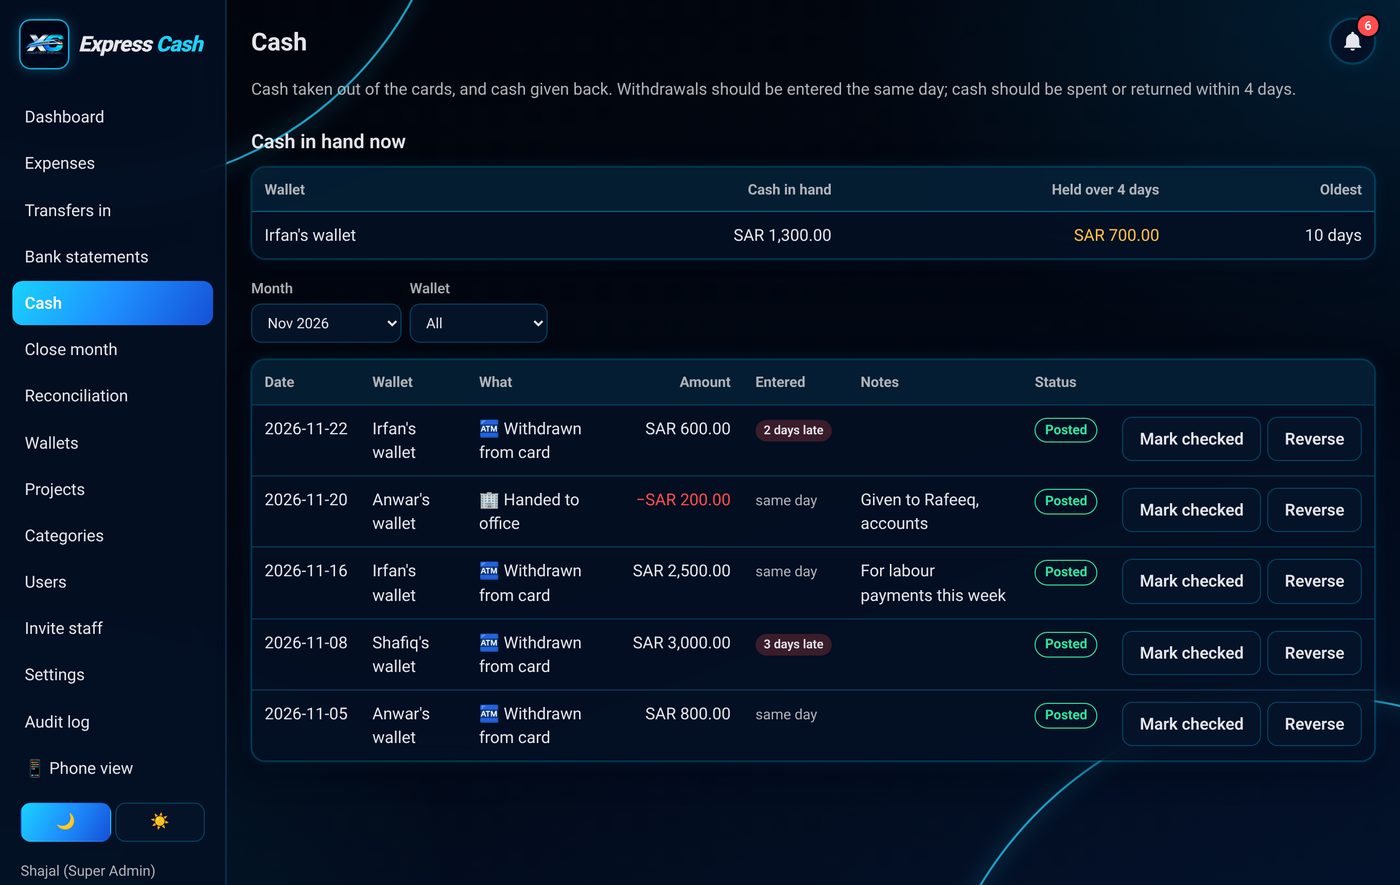 XC Express Cash
Dashboard
Expenses
Transfers in
Bank statements
Cash
Close month
Reconciliation
Wallets
Projects
Categories
Users
Invite staff
Settings
Audit log
Phone view
Shajal (Super Admin)
Cash
6
Cash taken out of the cards, and cash given back. Withdrawals should be entered the same day; cash should be spent or returned within 4 days.
Cash in hand now
Wallet Cash in hand Held over 4 days Oldest
Irfan's wallet SAR 1,300.00 SAR 700.00 10 days
Month Wallet
Nov 2026 All
Date Wallet What Amount Entered Notes Status
2026-11-22 Irfan's ATM Withdrawn SAR 600.00 2 days late Posted Mark checked Reverse
wallet from card
2026-11-20 Anwar's Handed to −SAR 200.00 same day Given to Rafeeq, Posted Mark checked Reverse
wallet office accounts
2026-11-16 Irfan's ATM Withdrawn SAR 2,500.00 same day For labour Posted Mark checked Reverse
wallet from card payments this week
2026-11-08 Shafiq's ATM Withdrawn SAR 3,000.00 3 days late Posted Mark checked Reverse
wallet from card
2026-11-05 Anwar's ATM Withdrawn SAR 800.00 same day Posted Mark checked Reverse
wallet from card